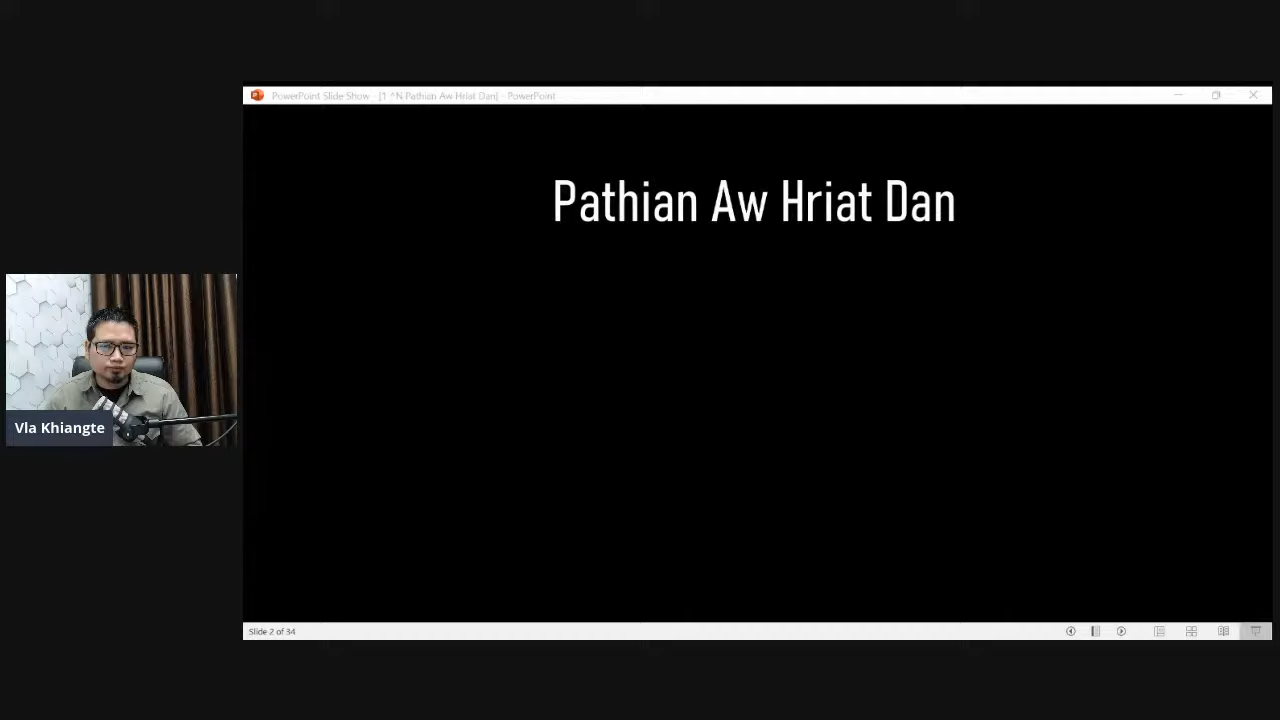 PowerPoint Slide Show - [1 ^N Pathian Aw Hriat Dan] - PowerPoint
Pathian Aw Hriat Dan
Vla Khiangte
Slide 2 of 34